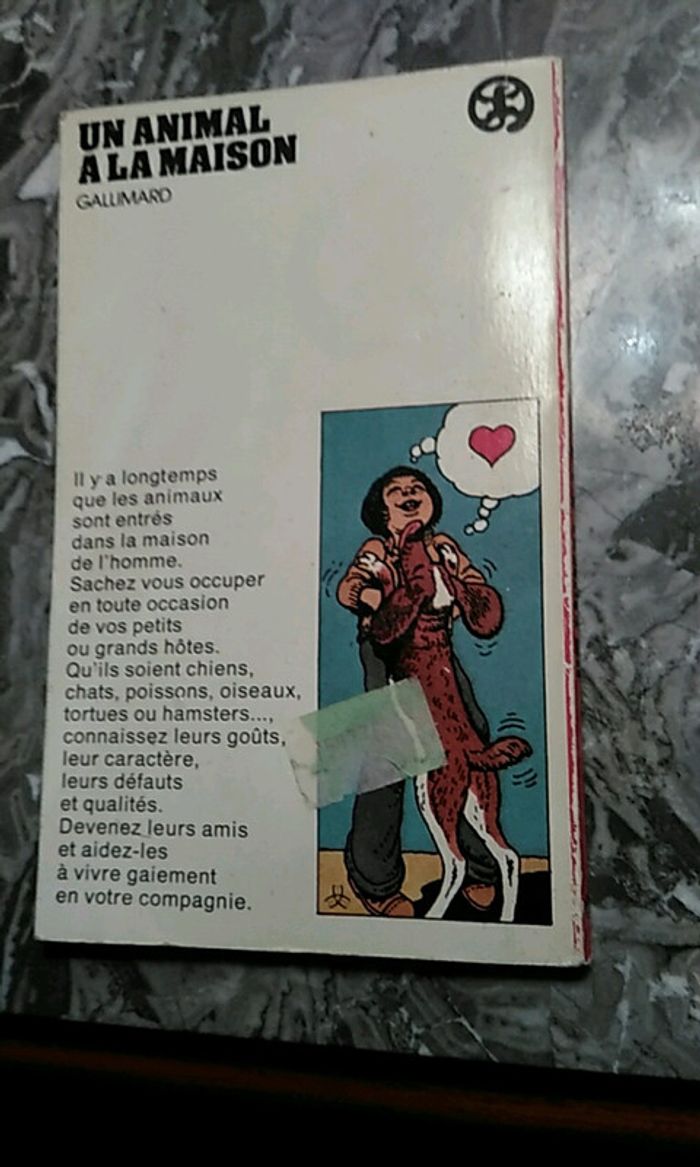 UN ANIMAL
A LA MAISON
GALLIMARD
Il y a longtemps
que les animaux
sont entrés
dans la maison
de l'homme.
Sachez vous occuper
en toute occasion
de vos petits
ou grands hôtes.
Qu'ils soient chiens,
chats, poissons, oiseaux,
tortues ou hamsters...,
connaissez leurs goûts,
leur caractère,
leurs défauts
et qualités.
Devenez leurs amis
et aidez-les
à vivre gaiement
en votre compagnie.